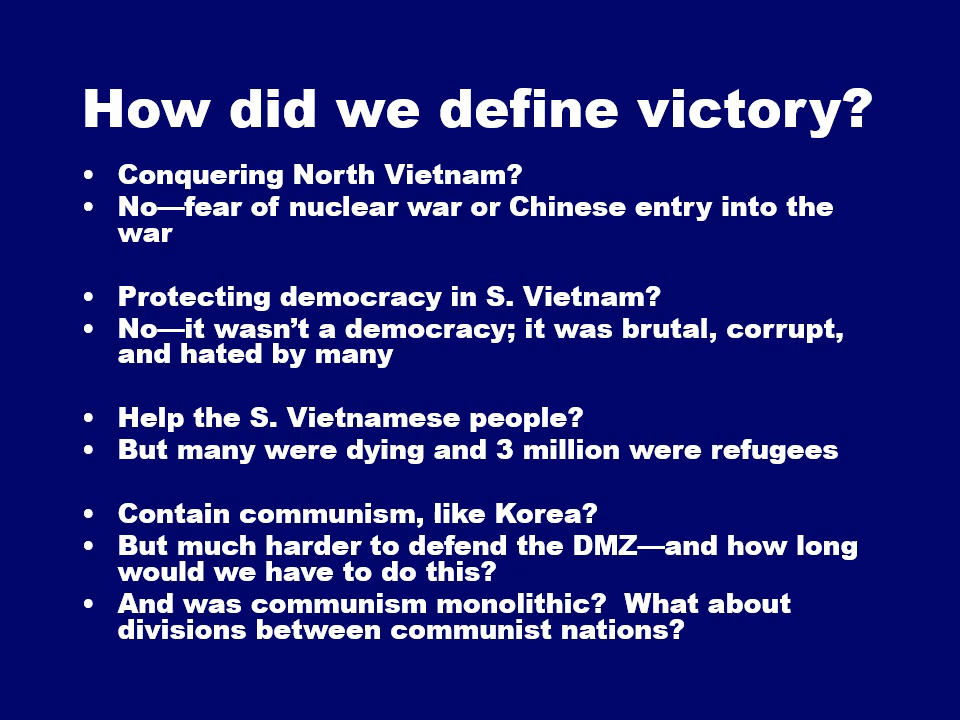 How did we define victory?
• Conquering North Vietnam?
• No—fear of nuclear war or Chinese entry into the
war
• Protecting democracy in S. Vietnam?
• No—it wasn’t a democracy; it was brutal, corrupt,
and hated by many
• Help the S. Vietnamese people?
• But many were dying and 3 million were refugees
• Contain communism, like Korea?
• But much harder to defend the DMZ—and how long
would we have to do this?
• And was communism monolithic?  What about
divisions between communist nations?